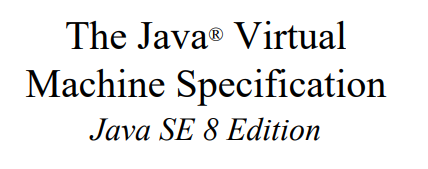 The Java® Virtual
Machine Specification
Java SE 8 Edition